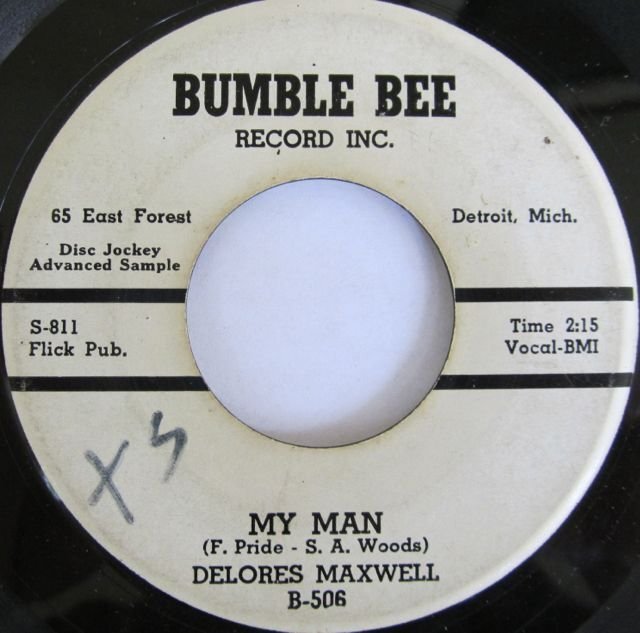 BUMBLE BEE
RECORD INC.
65 East Forest
Detroit, Mich.
Disc Jockey
Advanced Sample
S-811
Flick Pub.
Time 2:15
Vocal-BMI
MY MAN
(F. Pride - S. A. Woods)
DELORES MAXWELL
B-506